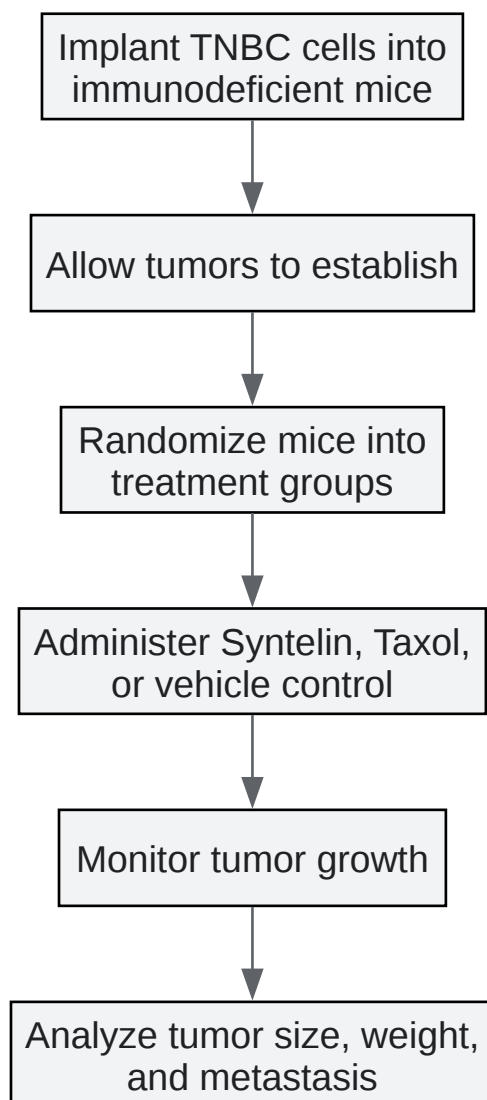 Implant TNBC cells into
immunodeficient mice
Allow tumors to establish
Randomize mice into
treatment groups
Administer Syntelin, Taxol,
or vehicle control
Monitor tumor growth
Analyze tumor size, weight,
and metastasis